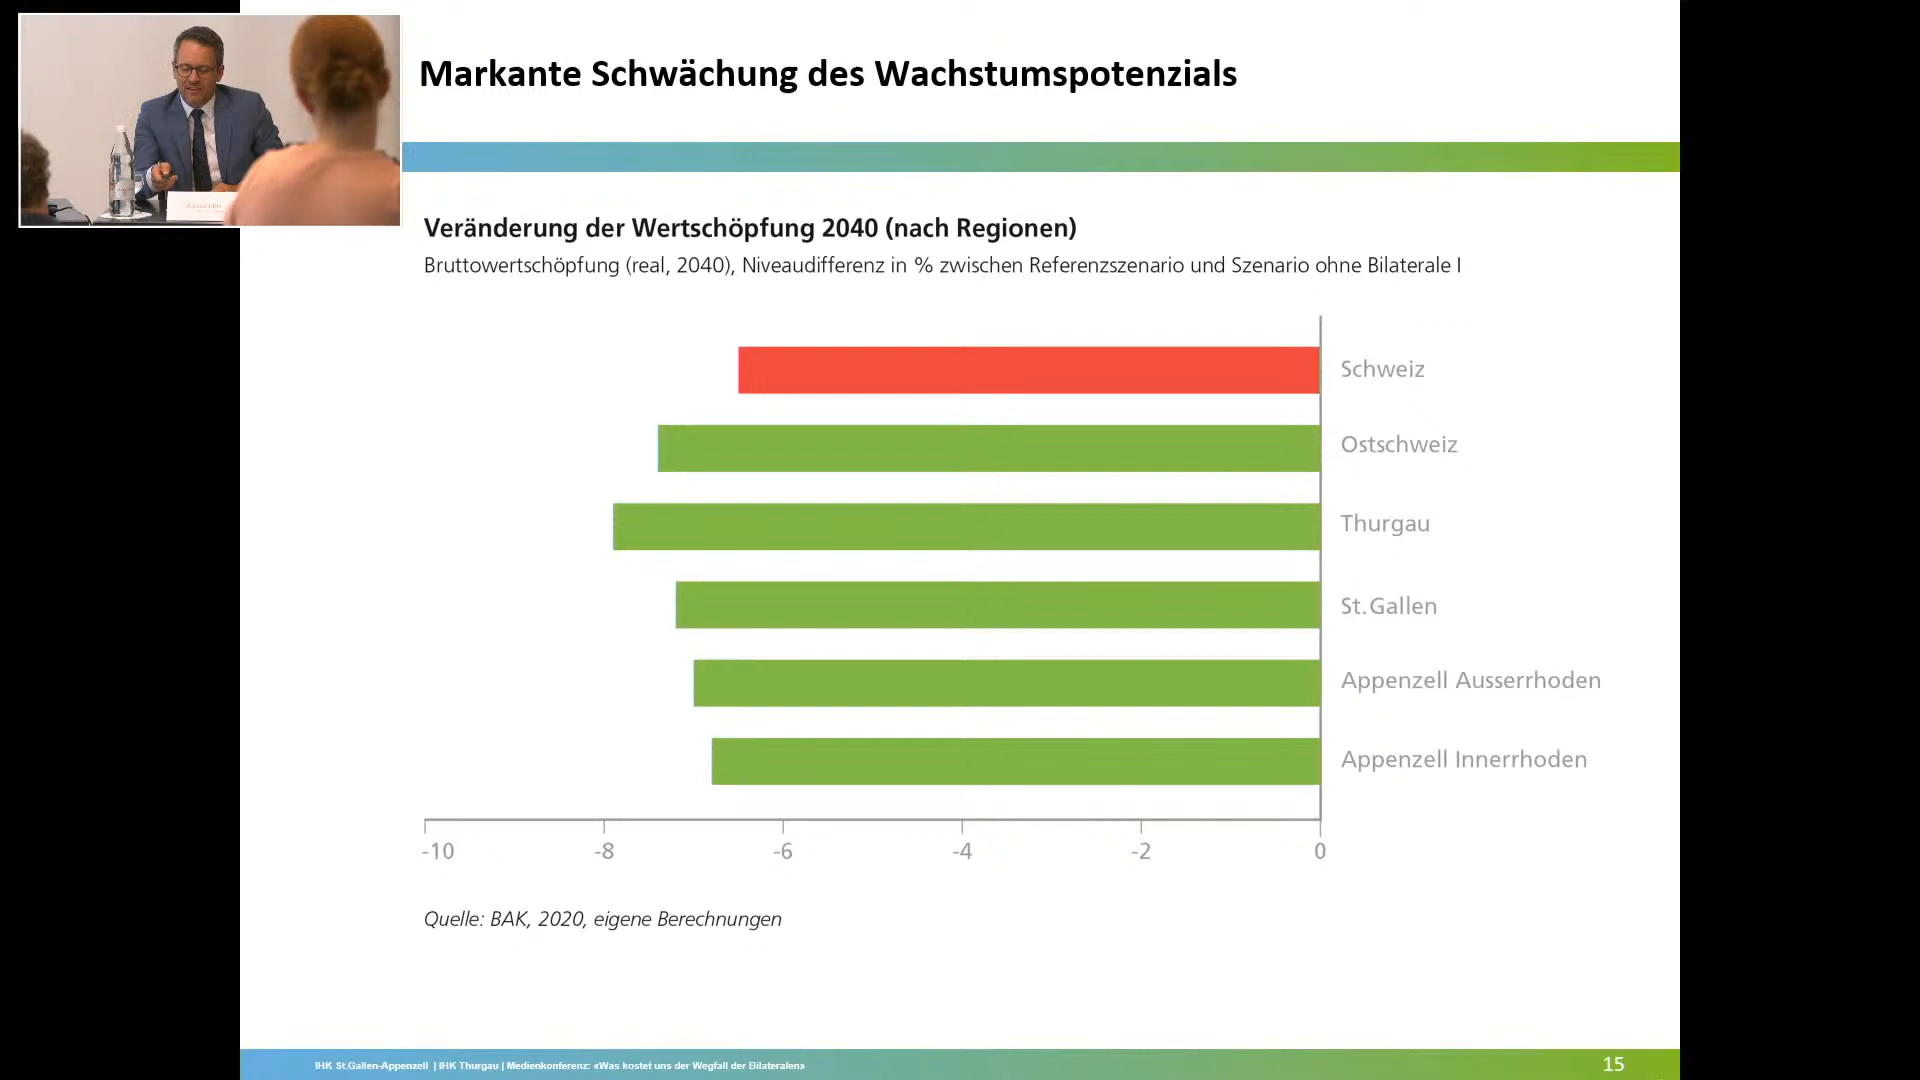 Markante Schwächung des Wachstumspotenzials
Veränderung der Wertschöpfung 2040 (nach Regionen)
Bruttowertschöpfung (real, 2040), Niveaudifferenz in % zwischen Referenzszenario und Szenario ohne Bilaterale I
Schweiz
Ostschweiz
Thurgau
St.Gallen
Appenzell Ausserrhoden
Appenzell Innerrhoden
-10 -8 -6 -4 -2 0
Quelle: BAK, 2020, eigene Berechnungen
IHK St.Gallen-Appenzell | IHK Thurgau | Medienkonferenz: «Was kostet uns der Wegfall der Bilateralen»
15